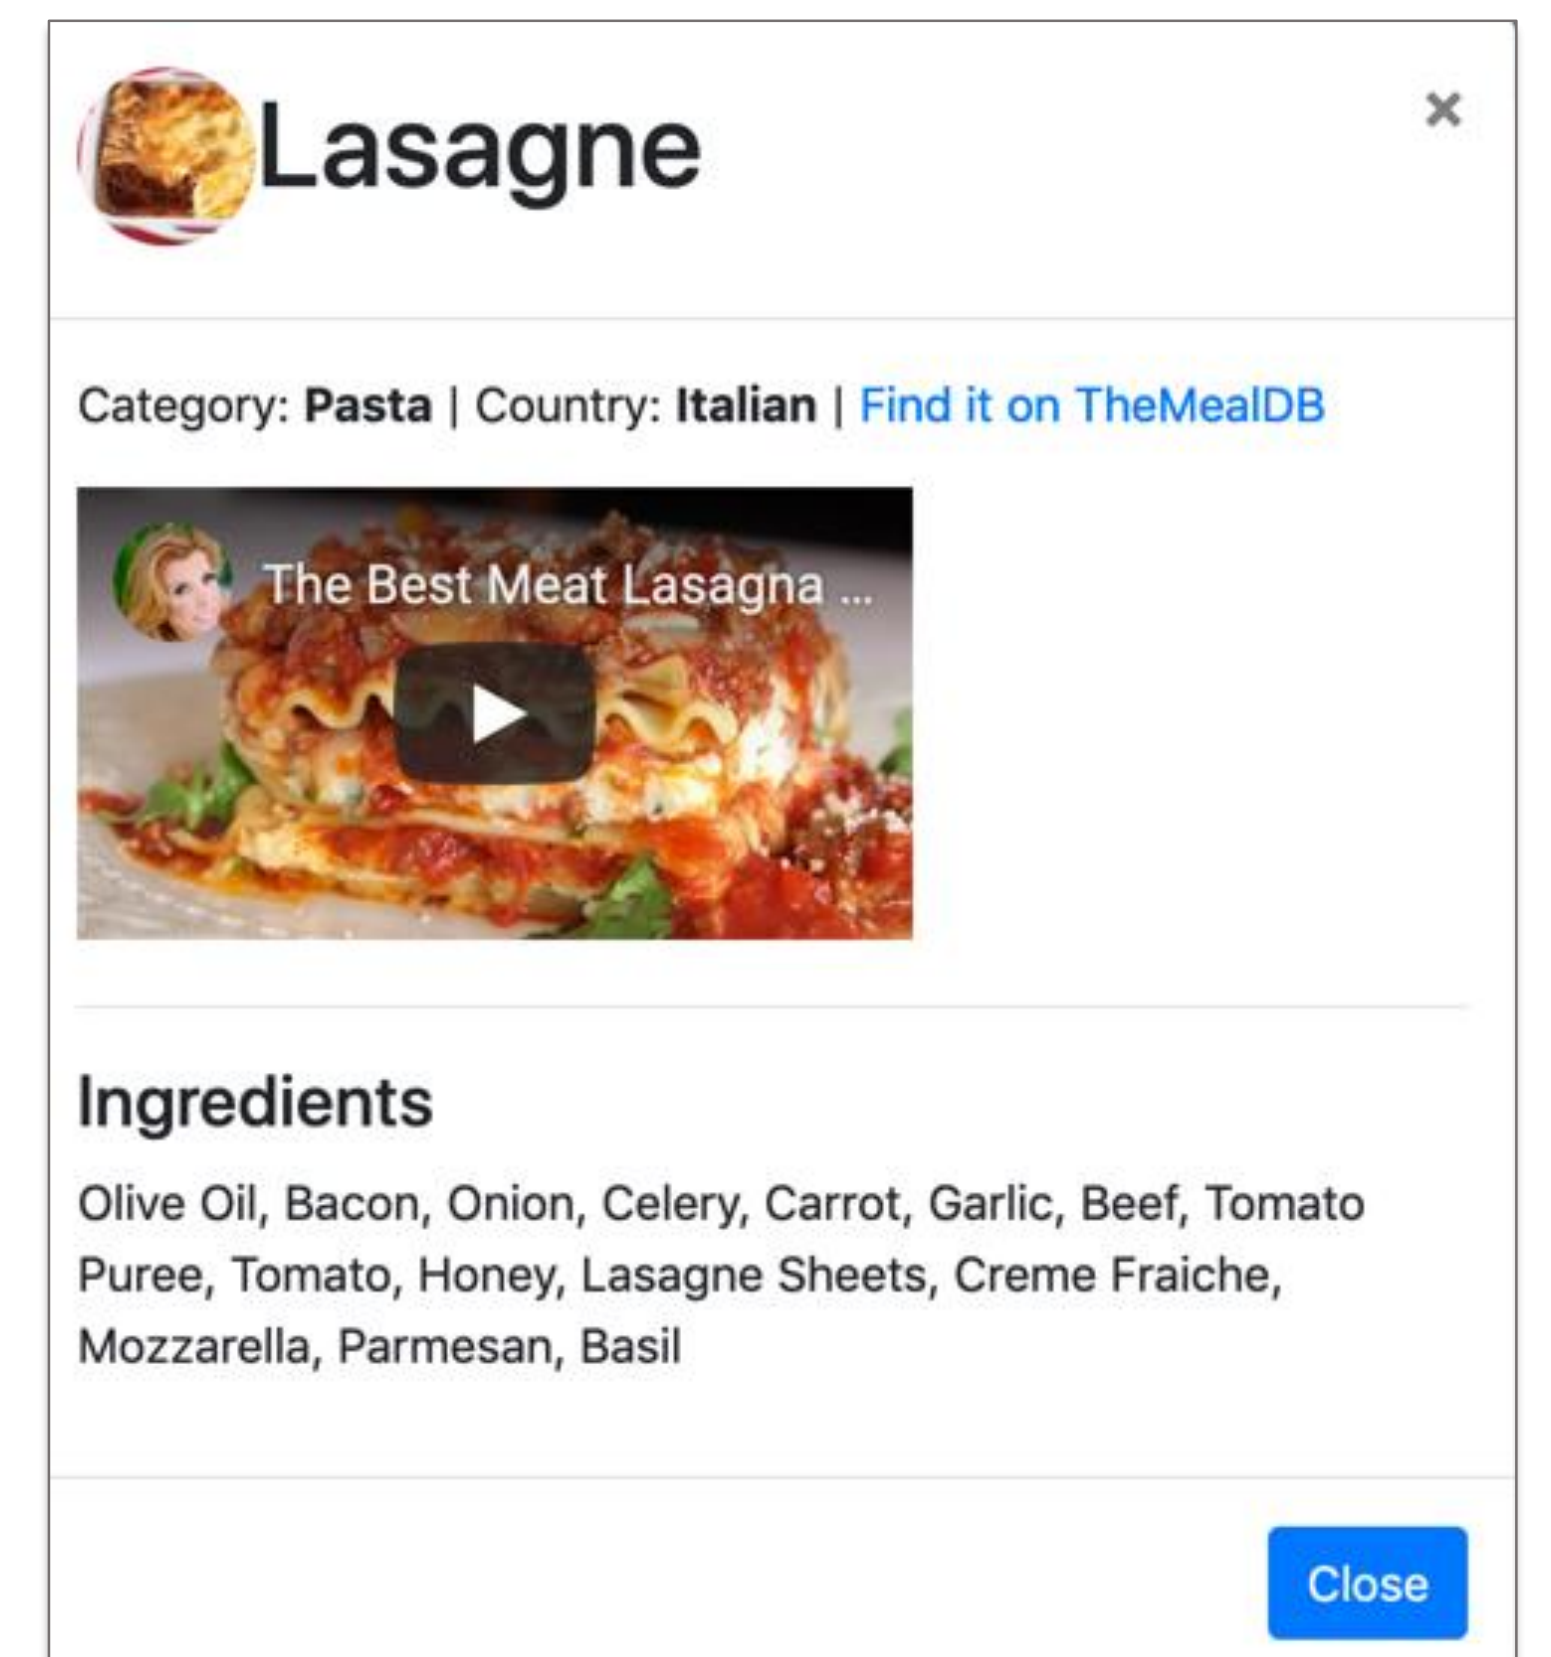 Lasagne
×
Category: Pasta | Country: Italian | Find it on TheMealDB
The Best Meat Lasagna ...
Ingredients
Olive Oil, Bacon, Onion, Celery, Carrot, Garlic, Beef, Tomato
Puree, Tomato, Honey, Lasagne Sheets, Creme Fraiche,
Mozzarella, Parmesan, Basil
Close